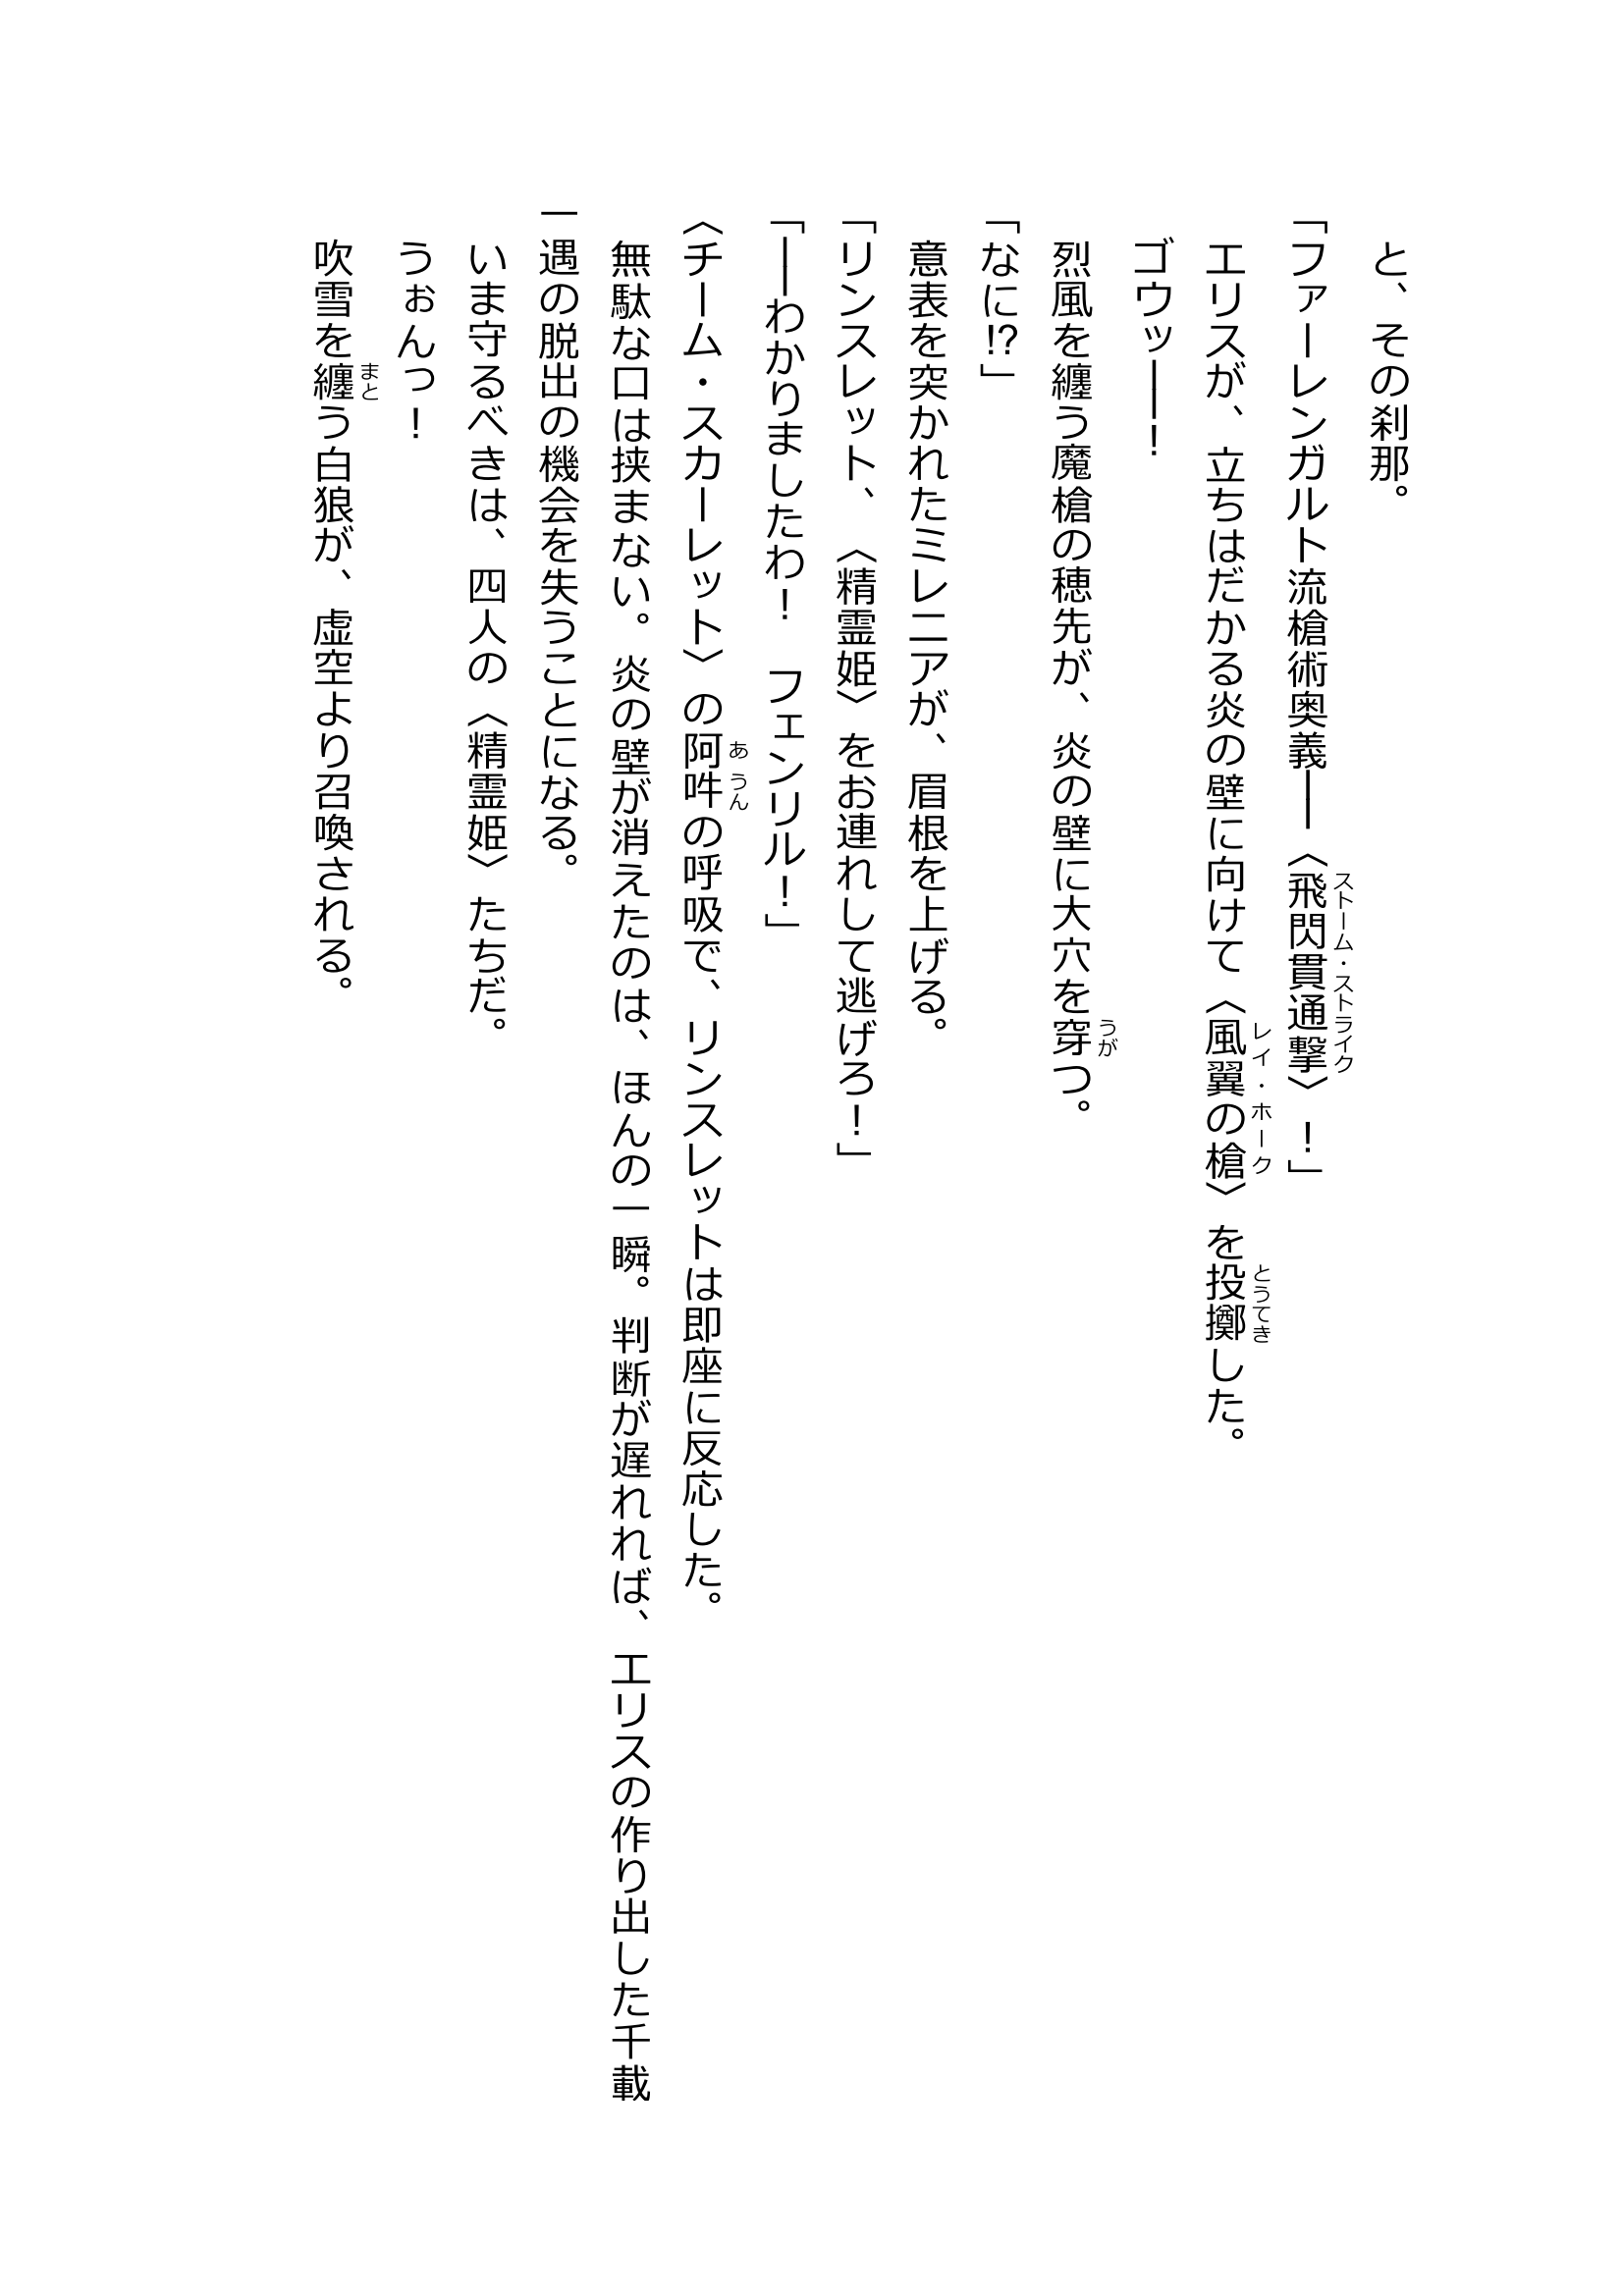 と、その刹那。
「ファーレンガルト流槍術奥義――〈飛閃貫通撃〉！」
ストーム・ストライク
エリスが、立ちはだかる炎の壁に向けて〈風翼の槍〉を投擲した。
レイ・ホーク
とうてき
ゴウッ――！
烈風を纏う魔槍の穂先が、炎の壁に大穴を穿つ。
うが
「なに!?」
意表を突かれたミレニアが、眉根を上げる。
「リンスレット、〈精霊姫〉をお連れして逃げろ！」
「――わかりましたわ！　フェンリル！」
〈チーム・スカーレット〉の阿吽の呼吸で、リンスレットは即座に反応した。
あうん
無駄な口は挟まない。炎の壁が消えたのは、ほんの一瞬。判断が遅れれば、エリスの作り出した千載
一遇の脱出の機会を失うことになる。
いま守るべきは、四人の〈精霊姫〉たちだ。
うぉんっ！
吹雪を纏う白狼が、虚空より召喚される。
まと